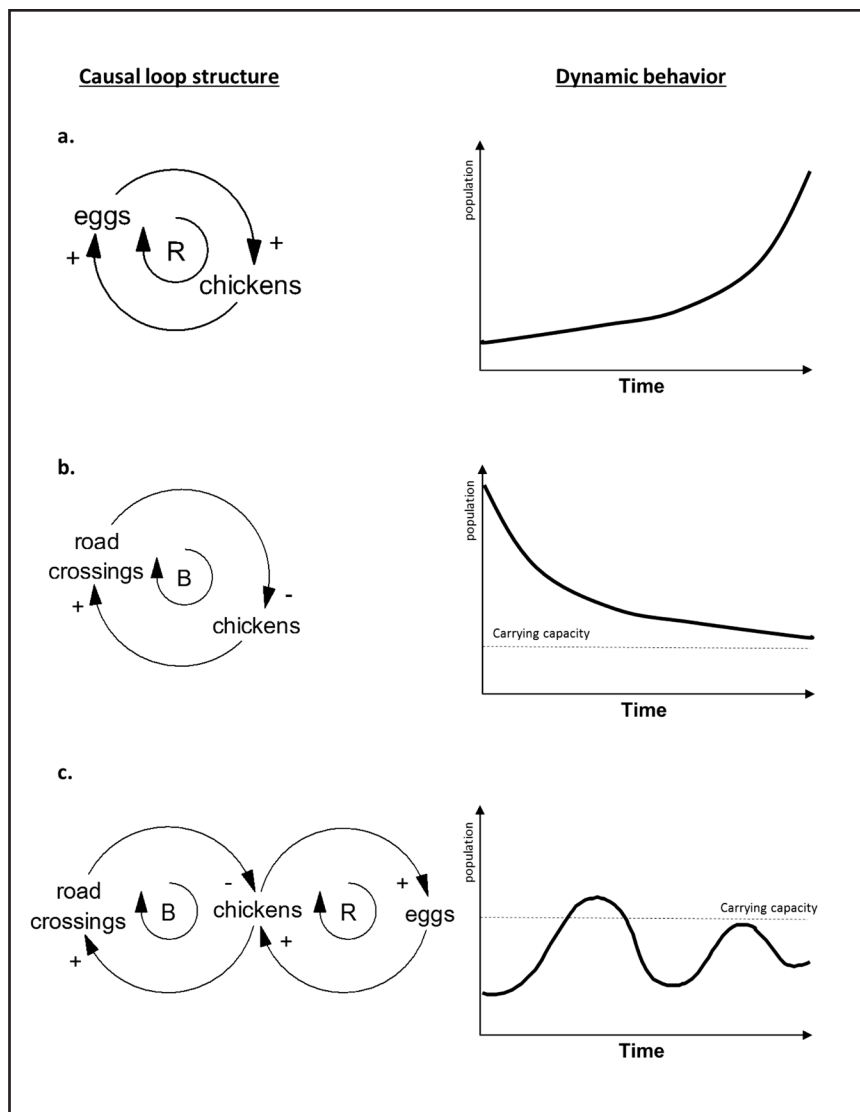 Causal loop structure
Dynamic behavior
a.
eggs
+
R
+
chickens
population
Time
b.
road
crossings
B
+
-
chickens
population
Carrying capacity
Time
c.
road
crossings
B
-
chickens
R
+
eggs
+
+
population
Carrying capacity
Time